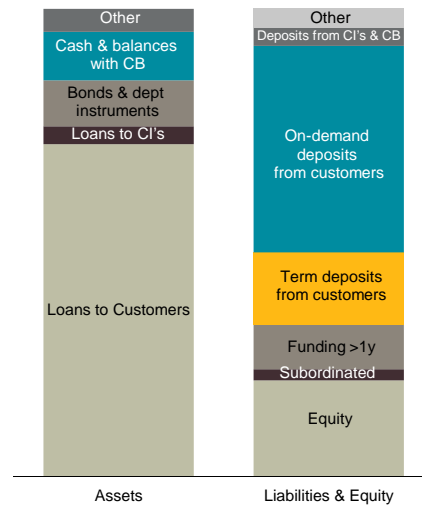 Other
Cash & balances
with CB
Bonds & dept
instruments
Loans to CI's
Loans to Customers
Other
Deposits from CI's & CB
On-demand
deposits
from customers
Term deposits
from customers
Funding >1y
Subordinated
Equity
Assets
Liabilities & Equity